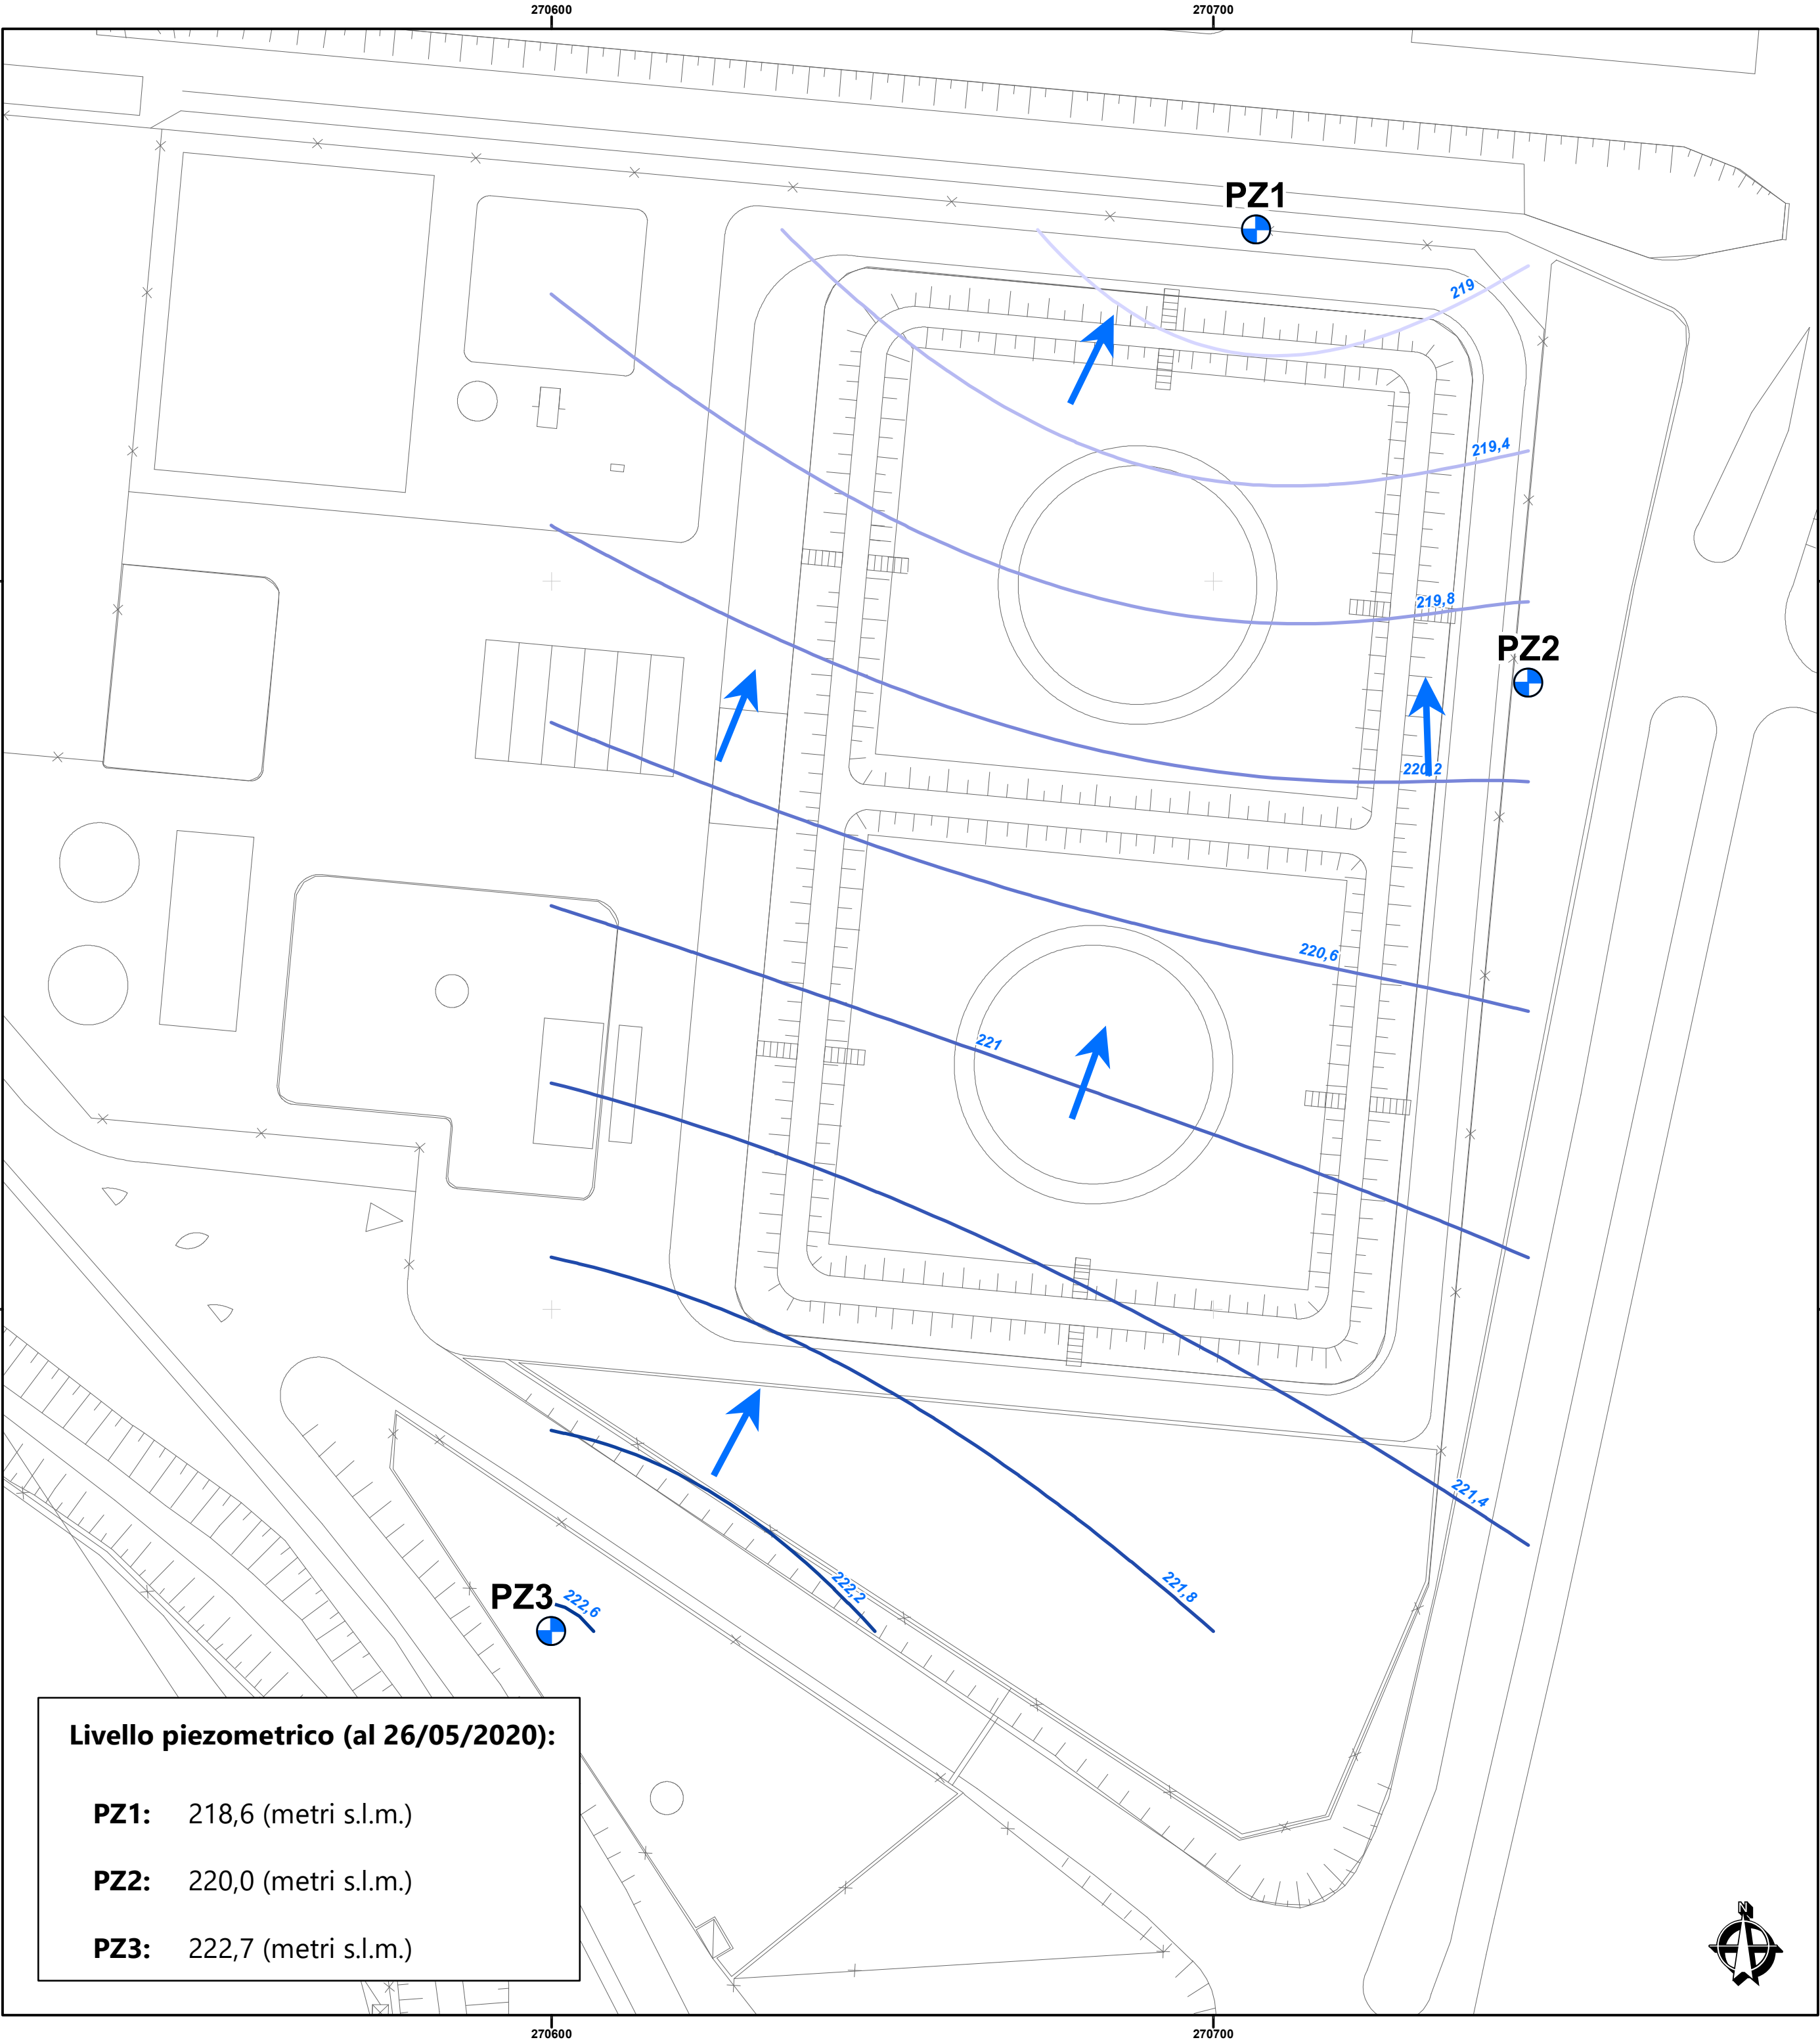 270600
270700
PZ1
219
219,4
219,8
PZ2
220,2
220,6
221
221,4
221,8
222,2
222,6
PZ3
Livello piezometrico (al 26/05/2020):
PZ1: 218,6 (metri s.l.m.)
PZ2: 220,0 (metri s.l.m.)
PZ3: 222,7 (metri s.l.m.)
N
270600
270700